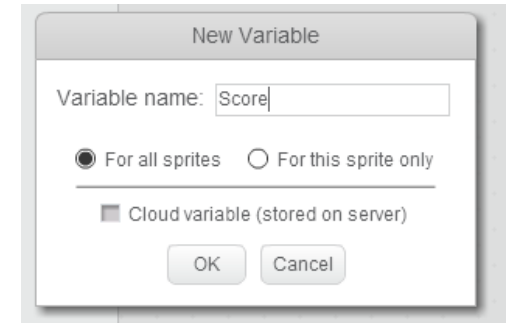 New Variable
Variable name: Score
For all sprites For this sprite only
Cloud variable (stored on server)
OK Cancel